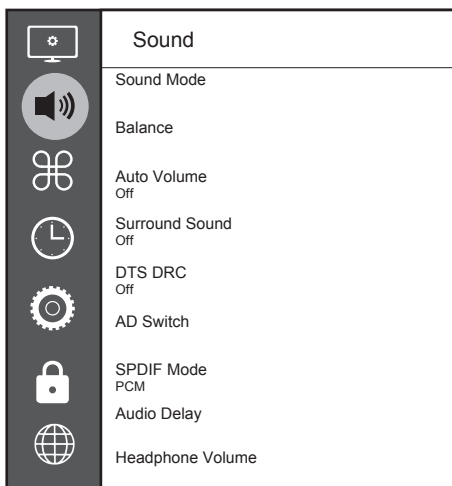 Sound
Sound Mode
Balance
Auto Volume
Off
Surround Sound
Off
DTS DRC
Off
AD Switch
SPDIF Mode
PCM
Audio Delay
Headphone Volume